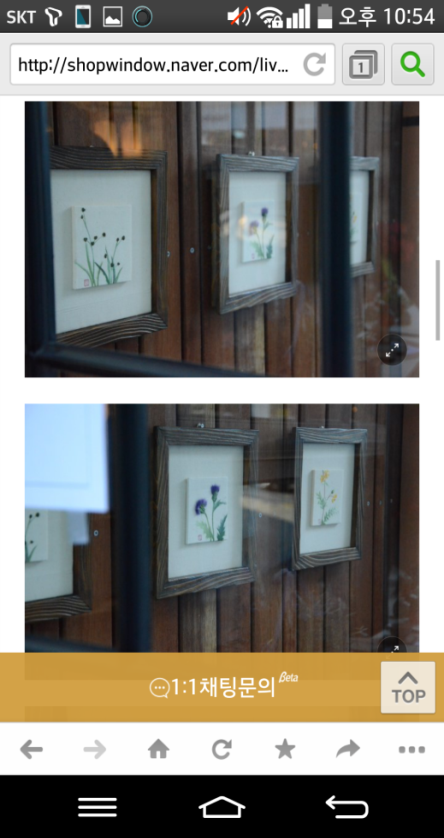 SKT 오후 10:54
http://shopwindow.naver.com/liv...
1
1:1채팅문의 Beta
TOP